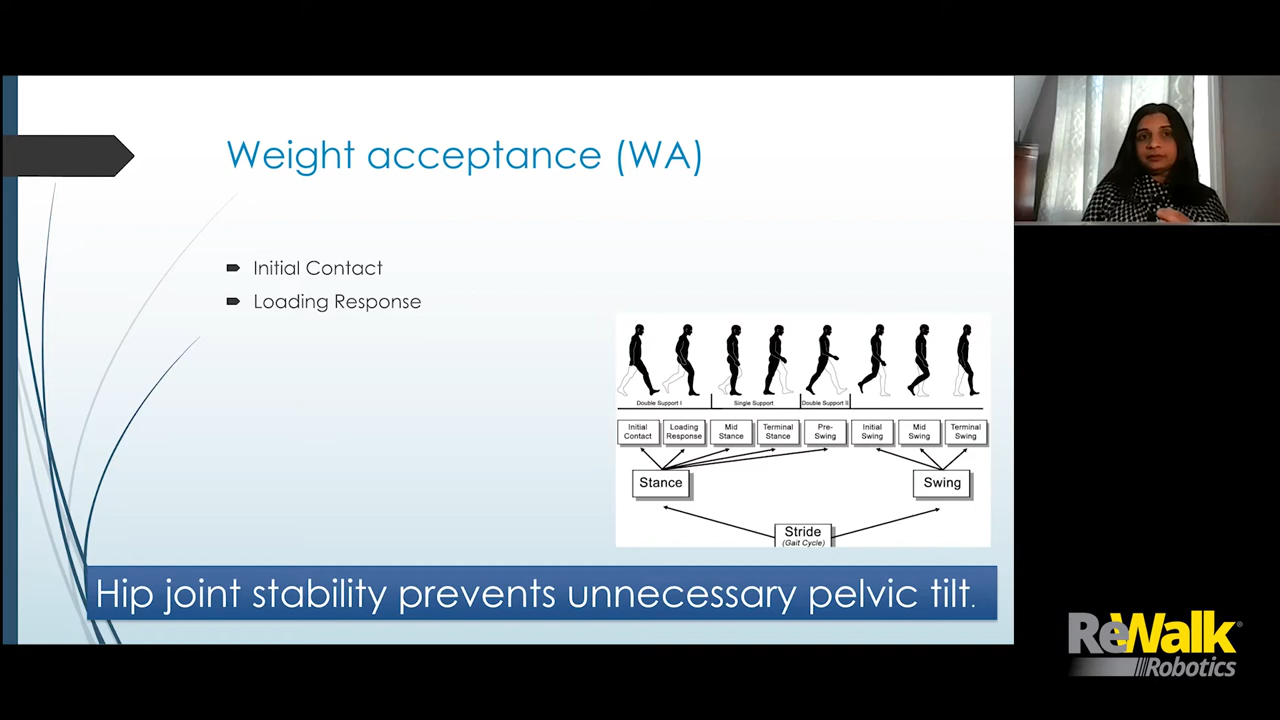 Weight acceptance (WA)
Initial Contact
Loading Response
Double Support I
Single Support
Double Support II
Initial
Contact
Loading
Response
Mid
Stance
Terminal
Stance
Pre-
Swing
Initial
Swing
Mid
Swing
Terminal
Swing
Stance
Swing
Stride
(Gait Cycle)
Hip joint stability prevents unnecessary pelvic tilt.
ReWalk®
Robotics